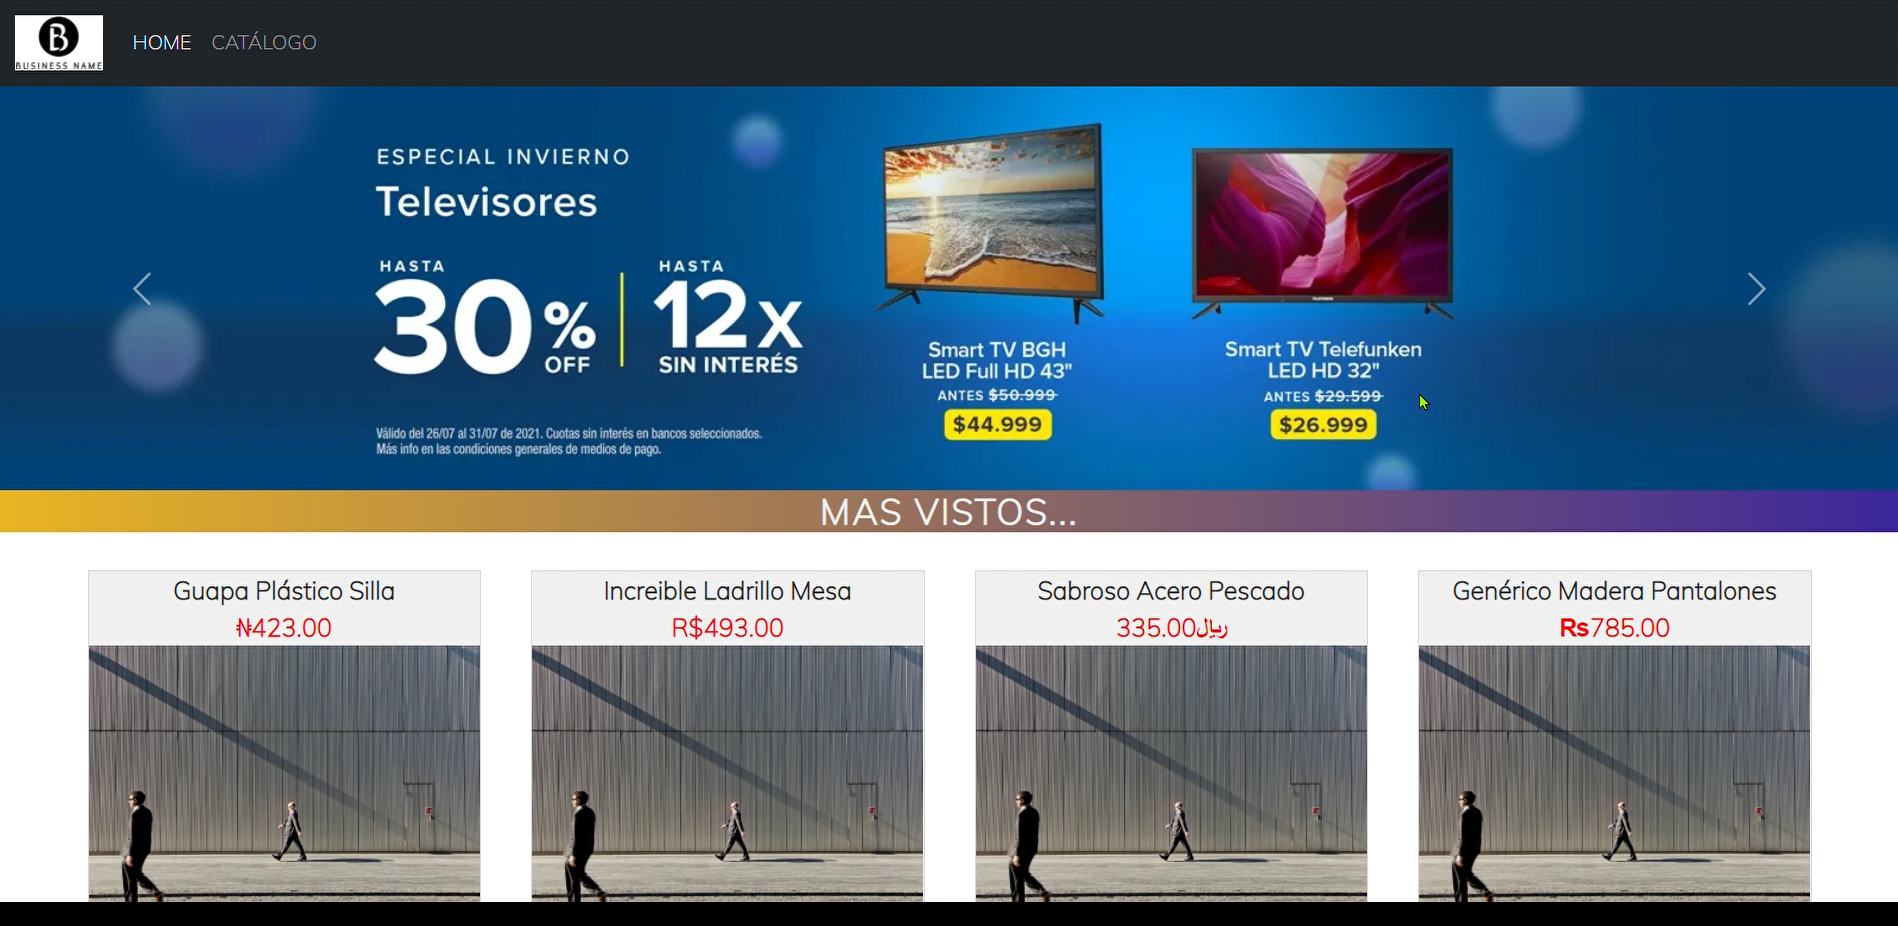 BUSINESS NAME
HOME
CATÁLOGO
ESPECIAL INVIERNO
Televisores
HASTA
30% OFF
HASTA
12x
SIN INTERÉS
Válido del 26/07 al 31/07 de 2021. Cuotas sin interés en bancos seleccionados.
Más info en las condiciones generales de medios de pago.
Smart TV BGH
LED Full HD 43"
ANTES $50.999
$44.999
Smart TV Telefunken
LED HD 32"
ANTES $29.599
$26.999
MAS VISTOS...
Guapa Plástico Silla
₦423.00
Increible Ladrillo Mesa
R$493.00
Sabroso Acero Pescado
335.00﷼
Genérico Madera Pantalones
₨785.00